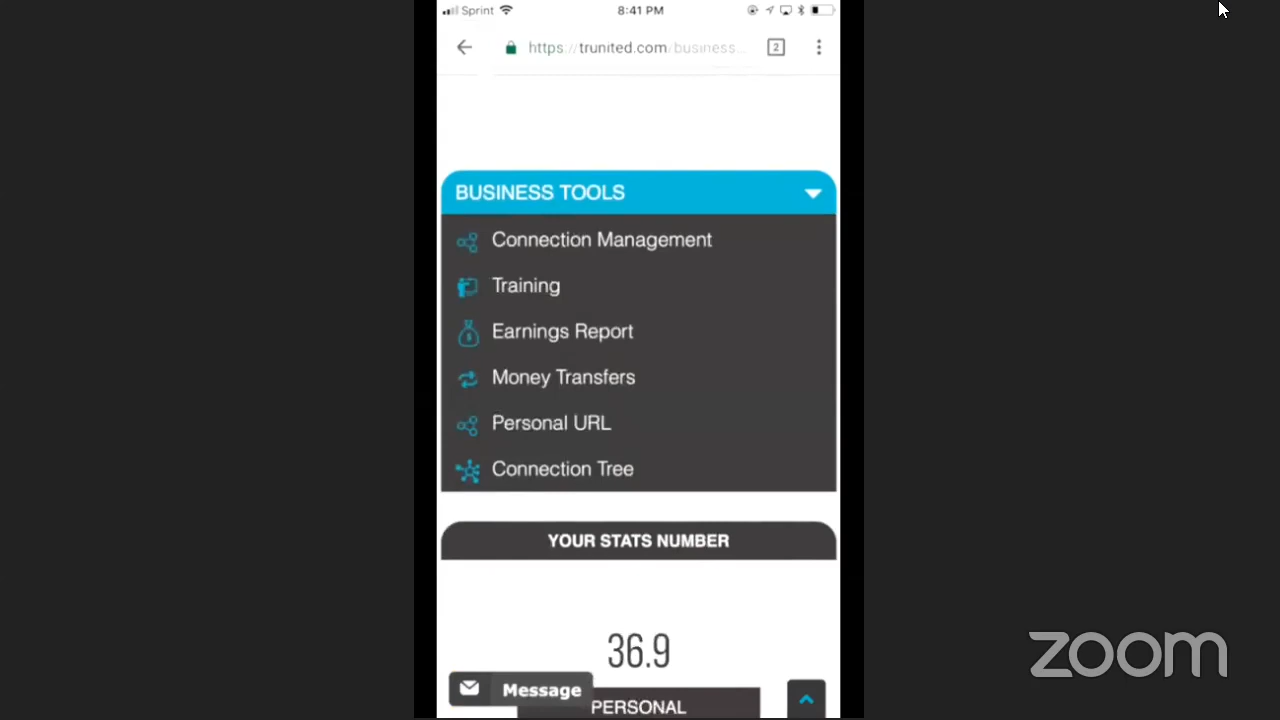 Sprint 8:41 PM
https://trunited.com/business... 2
BUSINESS TOOLS
Connection Management
Training
Earnings Report
Money Transfers
Personal URL
Connection Tree
YOUR STATS NUMBER
36.9
Message
PERSONAL
zoom